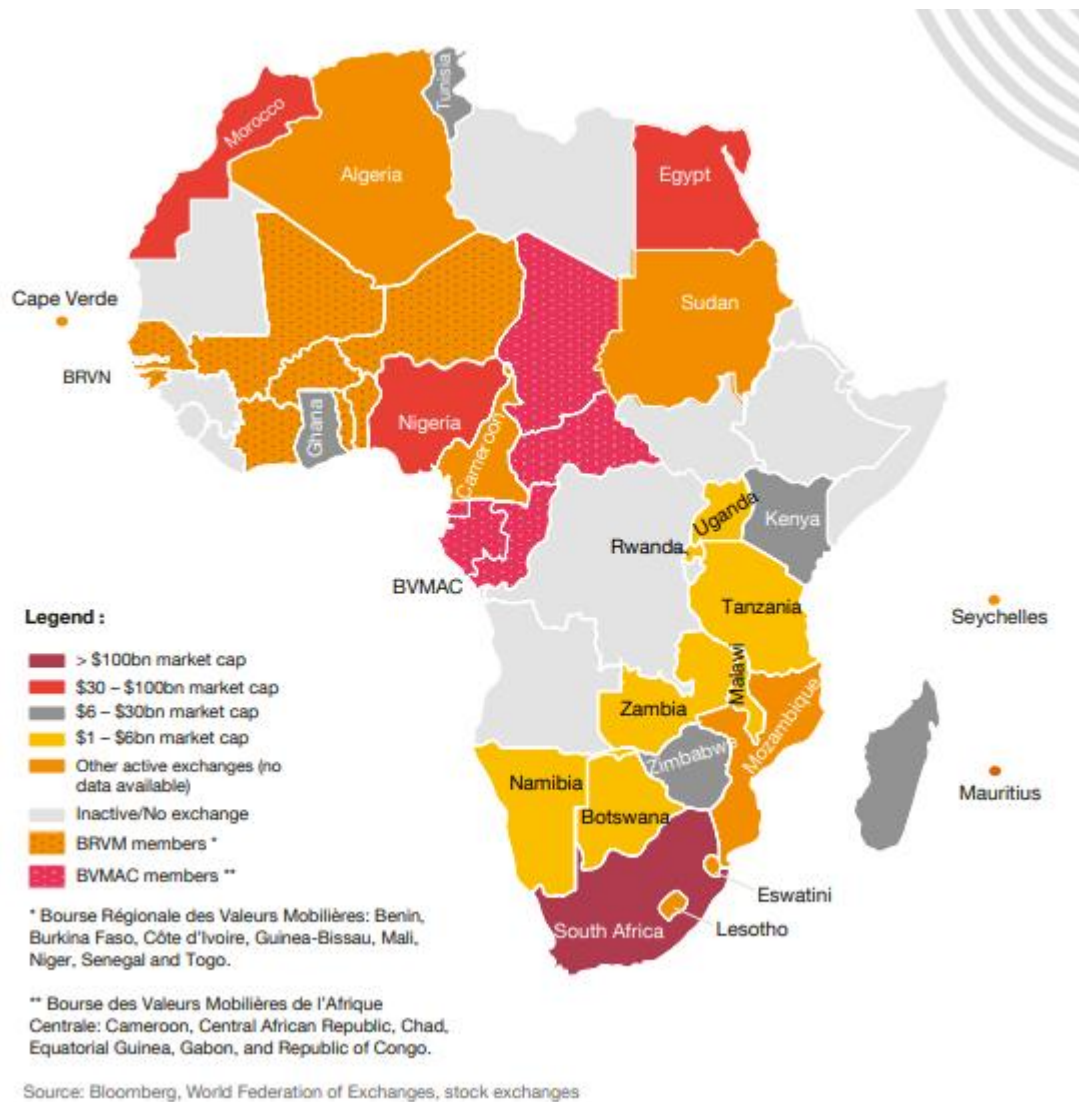 Tunisia
Morocco
Algeria
Egypt
Cape Verde
Sudan
BRVN
Nigeria
Ghana
Cameroon
Uganda
Kenya
Rwanda
BVMAC
Tanzania
Seychelles
Malawi
Zambia
Mozambique
Zimbabwe
Mauritius
Namibia
Botswana
Eswatini
South Africa
Lesotho
Legend :
> $100bn market cap
$30 – $100bn market cap
$6 – $30bn market cap
$1 – $6bn market cap
Other active exchanges (no
data available)
Inactive/No exchange
BRVM members *
BVMAC members **
* Bourse Régionale des Valeurs Mobilières: Benin,
Burkina Faso, Côte d'Ivoire, Guinea-Bissau, Mali,
Niger, Senegal and Togo.
** Bourse des Valeurs Mobilières de l'Afrique
Centrale: Cameroon, Central African Republic, Chad,
Equatorial Guinea, Gabon, and Republic of Congo.
Source: Bloomberg, World Federation of Exchanges, stock exchanges